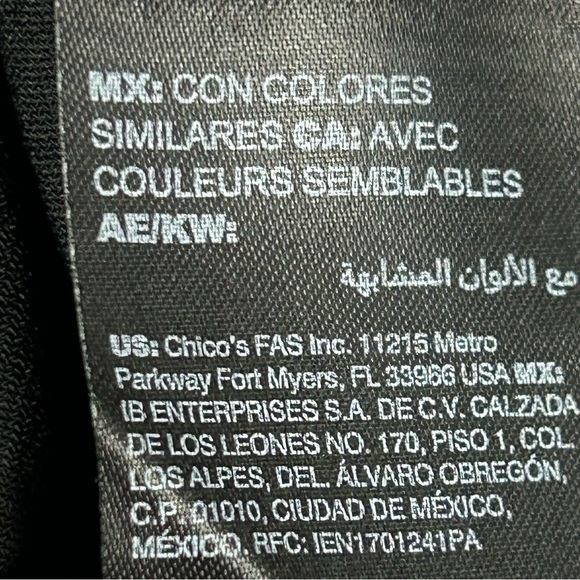 MX: CON COLORES
SIMILARES CA: AVEC
COULEURS SEMBLABLES
AE/KW:
مع الألوان المشابهة
US: Chico's FAS Inc. 11215 Metro
Parkway Fort Myers, FL 33966 USA MX:
IB ENTERPRISES S.A. DE C.V. CALZADA
DE LOS LEONES NO. 170, PISO 1, COL.
LOS ALPES, DEL. ÁLVARO OBREGÓN,
C.P. 01010, CIUDAD DE MÉXICO,
MÉXICO. RFC: IEN1701241PA